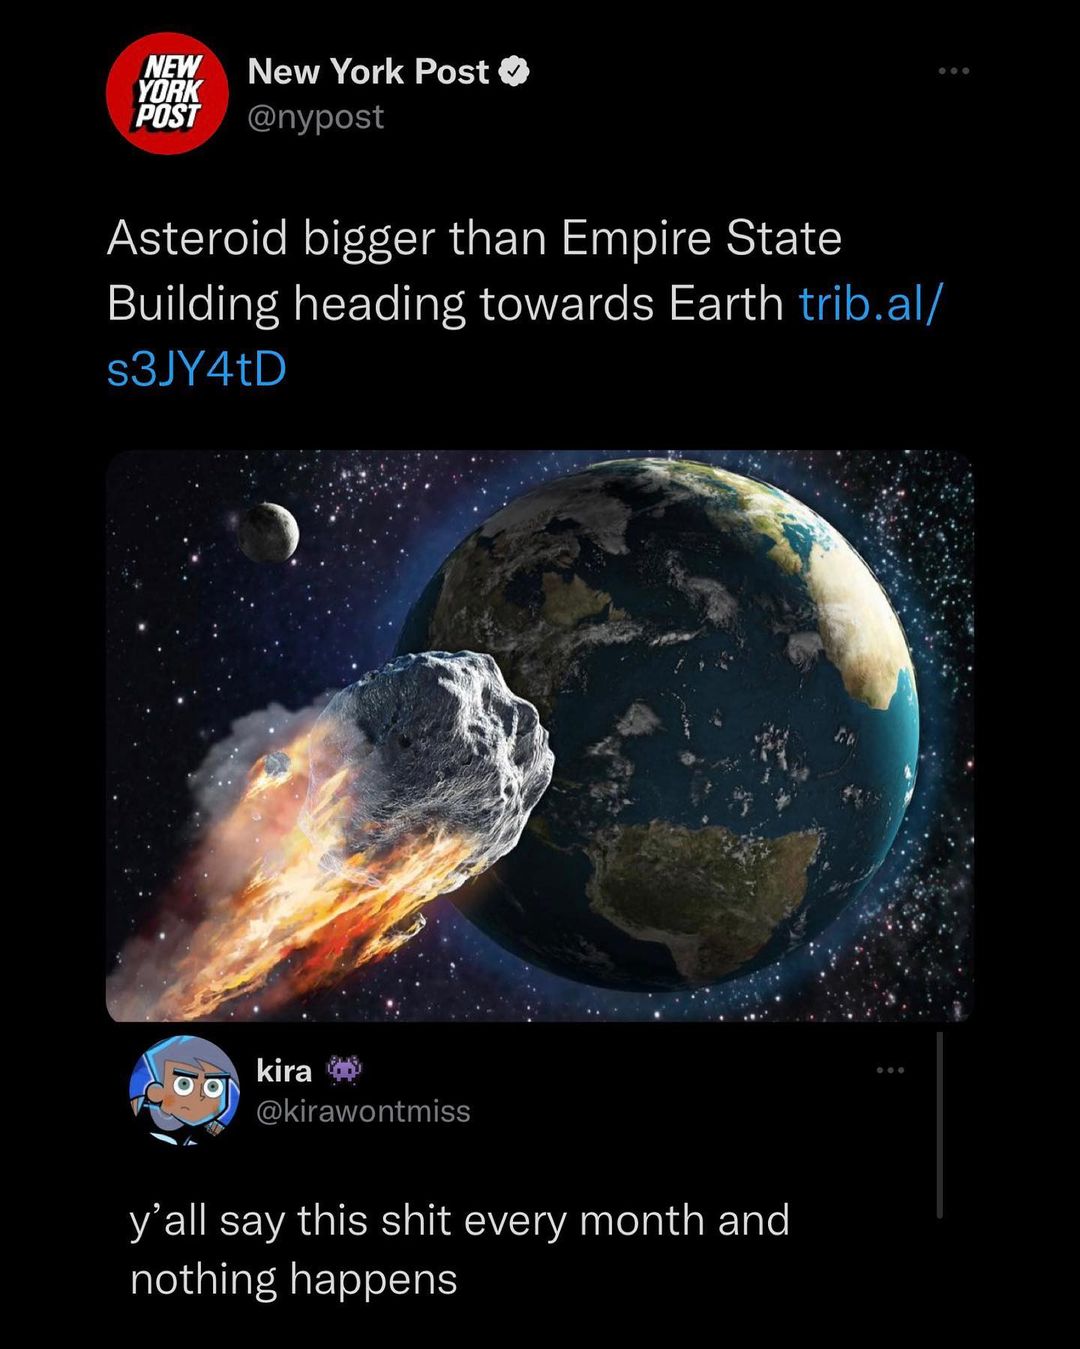 NEW
YORK
POST
New York Post
@nypost
Asteroid bigger than Empire State
Building heading towards Earth trib.al/
s3JY4tD
kira 👾
@kirawontmiss
y’all say this shit every month and
nothing happens